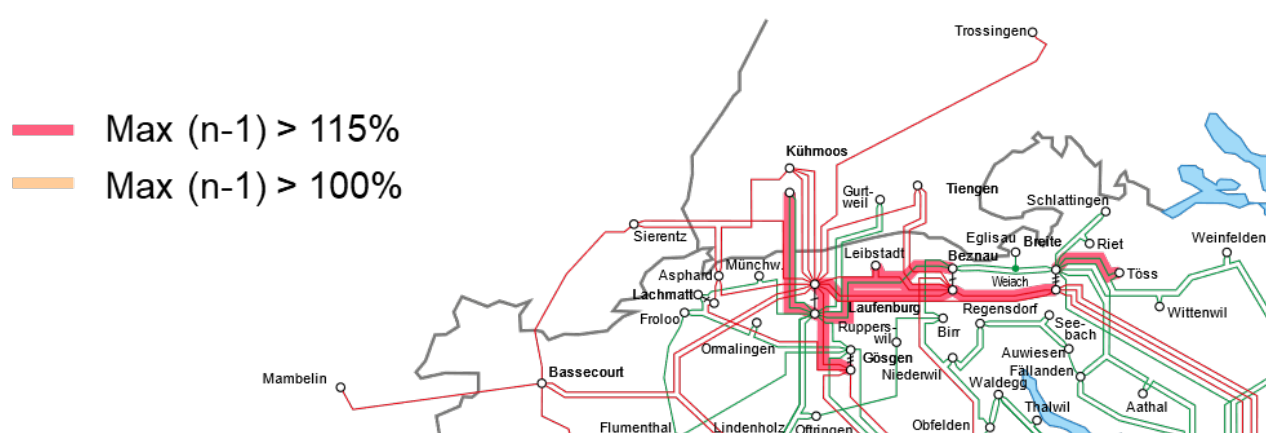 Trossingen
Max (n-1) > 115%
Max (n-1) > 100%
Kühmoos
Gurt-
weil
Tiengen
Schlattingen
Sierentz
Eglisau
Breite
Riet
Weinfelden
Leibstadt
Beznau
Asphard
Münchw.
Weiach
Töss
Lachmatt
Laufenburg
Regensdorf
Wittenwil
Froloo
Ruppers-
wil
Birr
See-
bach
Ormalingen
Gösgen
Auwiesen
Mambelin
Bassecourt
Niederwil
Fällanden
Waldegg
Aathal
Thalwil
Flumenthal
Lindenholz
Oftringen
Obfelden